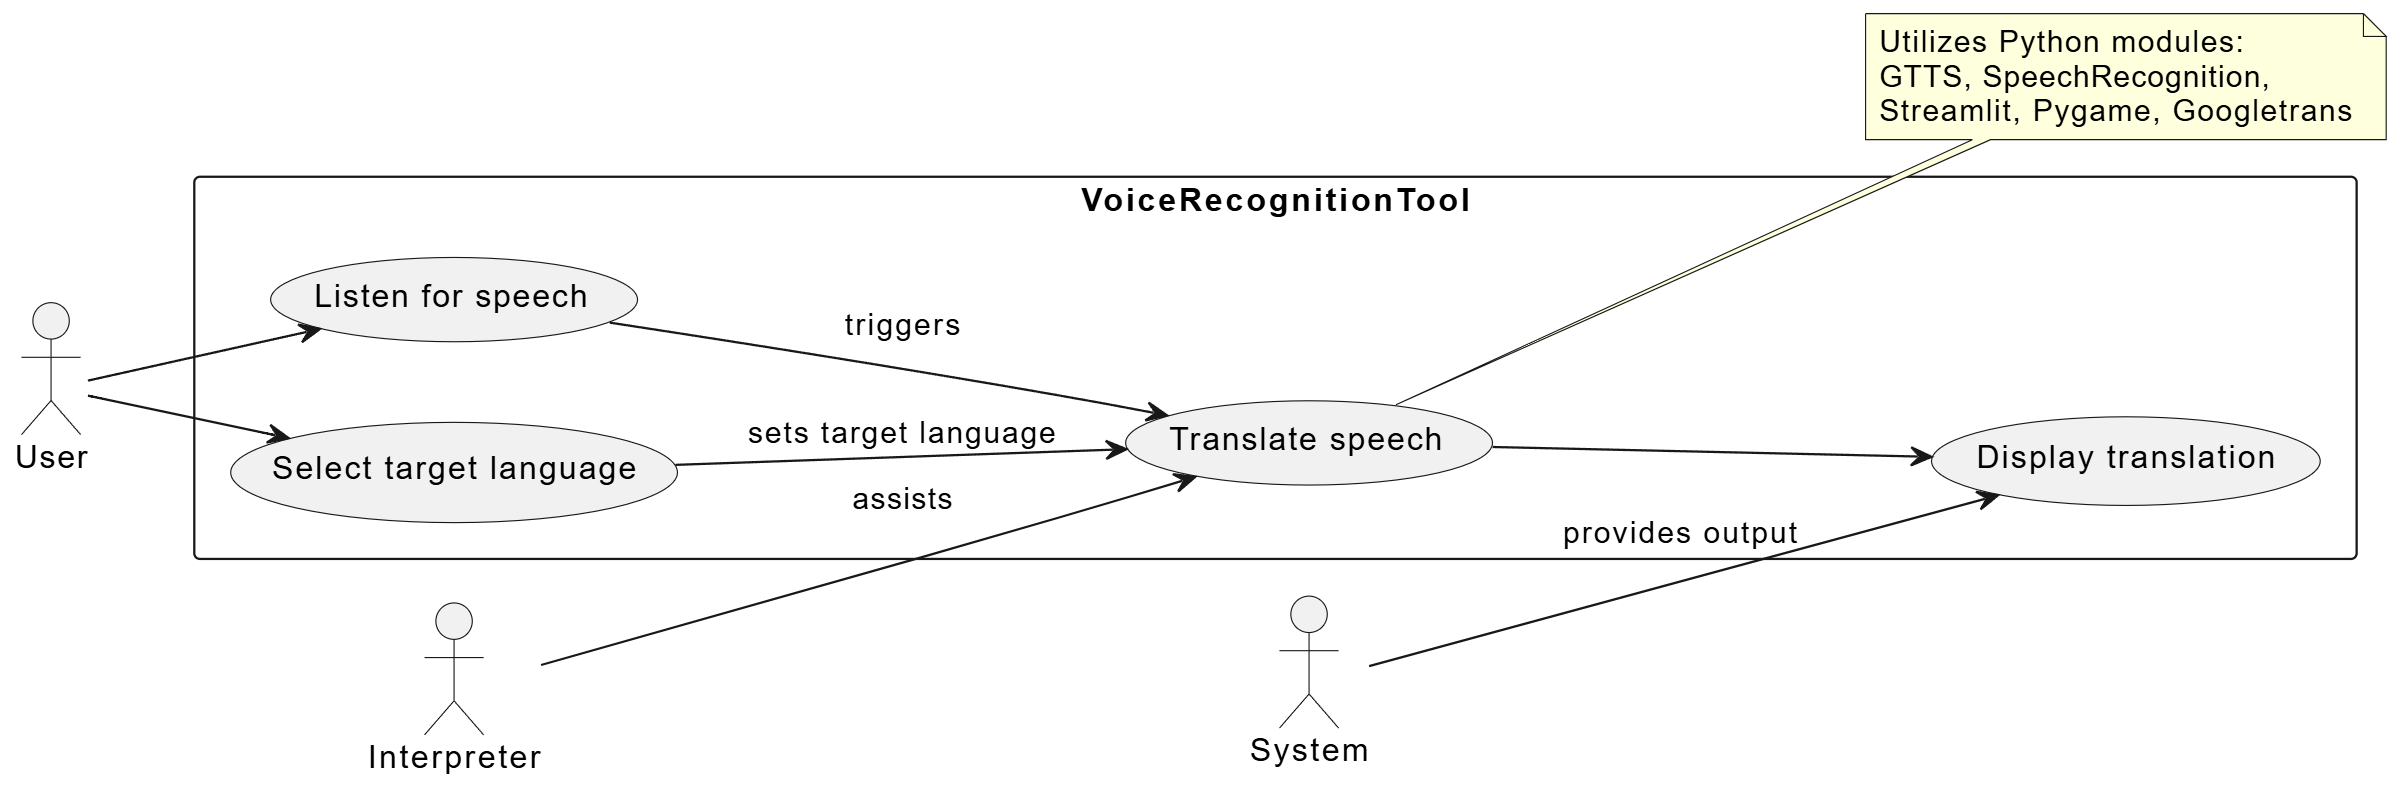 Utilizes Python modules:
GTTS, SpeechRecognition,
Streamlit, Pygame, Googletrans
VoiceRecognitionTool
Listen for speech
triggers
sets target language
Translate speech
User
Select target language
Display translation
assists
provides output
Interpreter
System